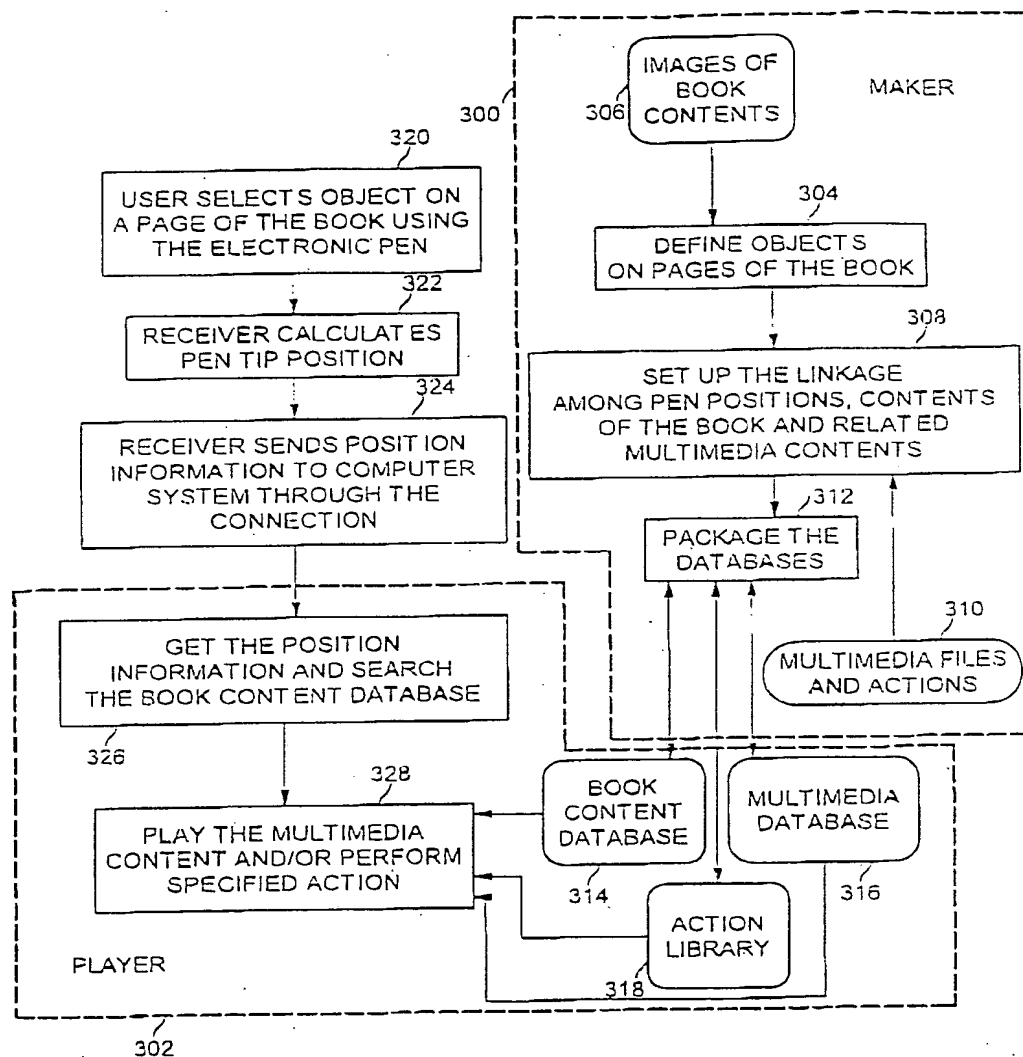 306
IMAGES OF
BOOK
CONTENTS
MAKER
300
320
USER SELECTS OBJECT ON
A PAGE OF THE BOOK USING
THE ELECTRONIC PEN
304
DEFINE OBJECTS
ON PAGES OF THE BOOK
322
RECEIVER CALCULATES
PEN TIP POSITION
308
SET UP THE LINKAGE
AMONG PEN POSITIONS, CONTENTS
OF THE BOOK AND RELATED
MULTIMEDIA CONTENTS
324
RECEIVER SENDS POSITION
INFORMATION TO COMPUTER
SYSTEM THROUGH THE
CONNECTION
312
PACKAGE THE
DATABASES
310
MULTIMEDIA FILES
AND ACTIONS
GET THE POSITION
INFORMATION AND SEARCH
THE BOOK CONTENT DATABASE
326
328
PLAY THE MULTIMEDIA
CONTENT AND/OR PERFORM
SPECIFIED ACTION
BOOK
CONTENT
DATABASE
314
MULTIMEDIA
DATABASE
316
ACTION
LIBRARY
318
PLAYER
302